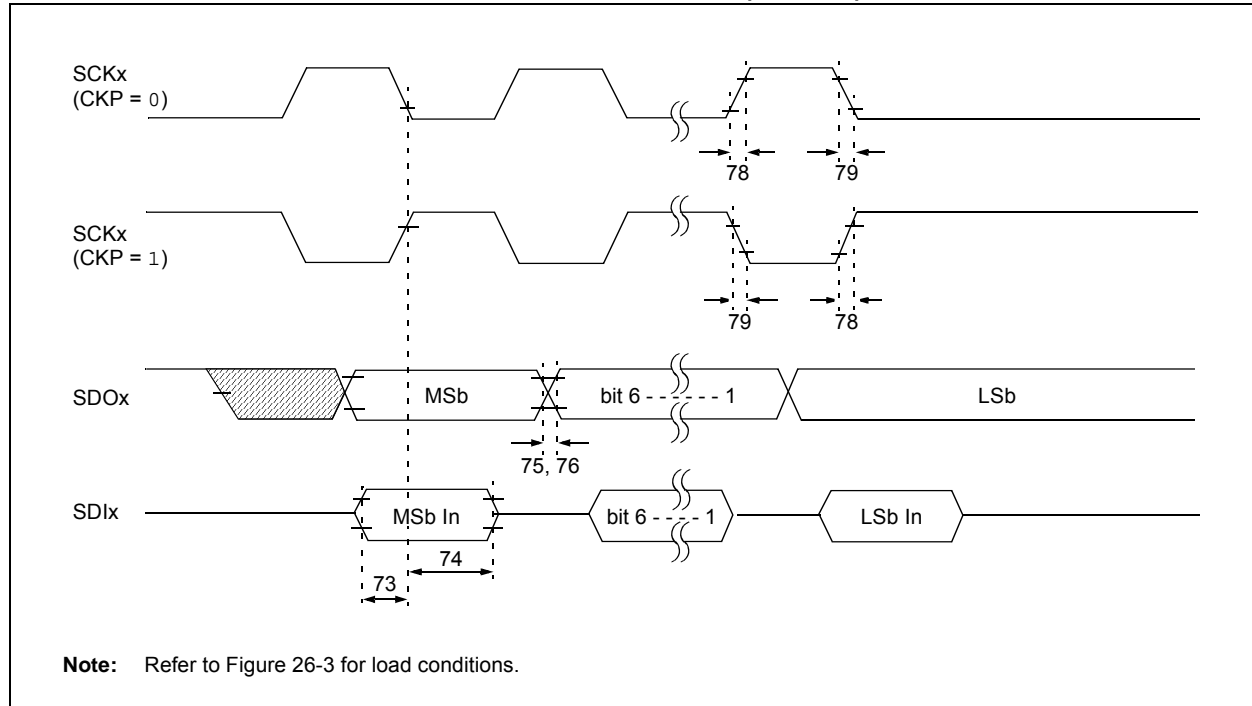 SCKx
(CKP = 0)
78
79
SCKx
(CKP = 1)
79
78
SDOx
MSb
bit 6 - - - - - - 1
LSb
75, 76
SDIx
MSb In
bit 6 - - - - 1
LSb In
74
73
Note: Refer to Figure 26-3 for load conditions.